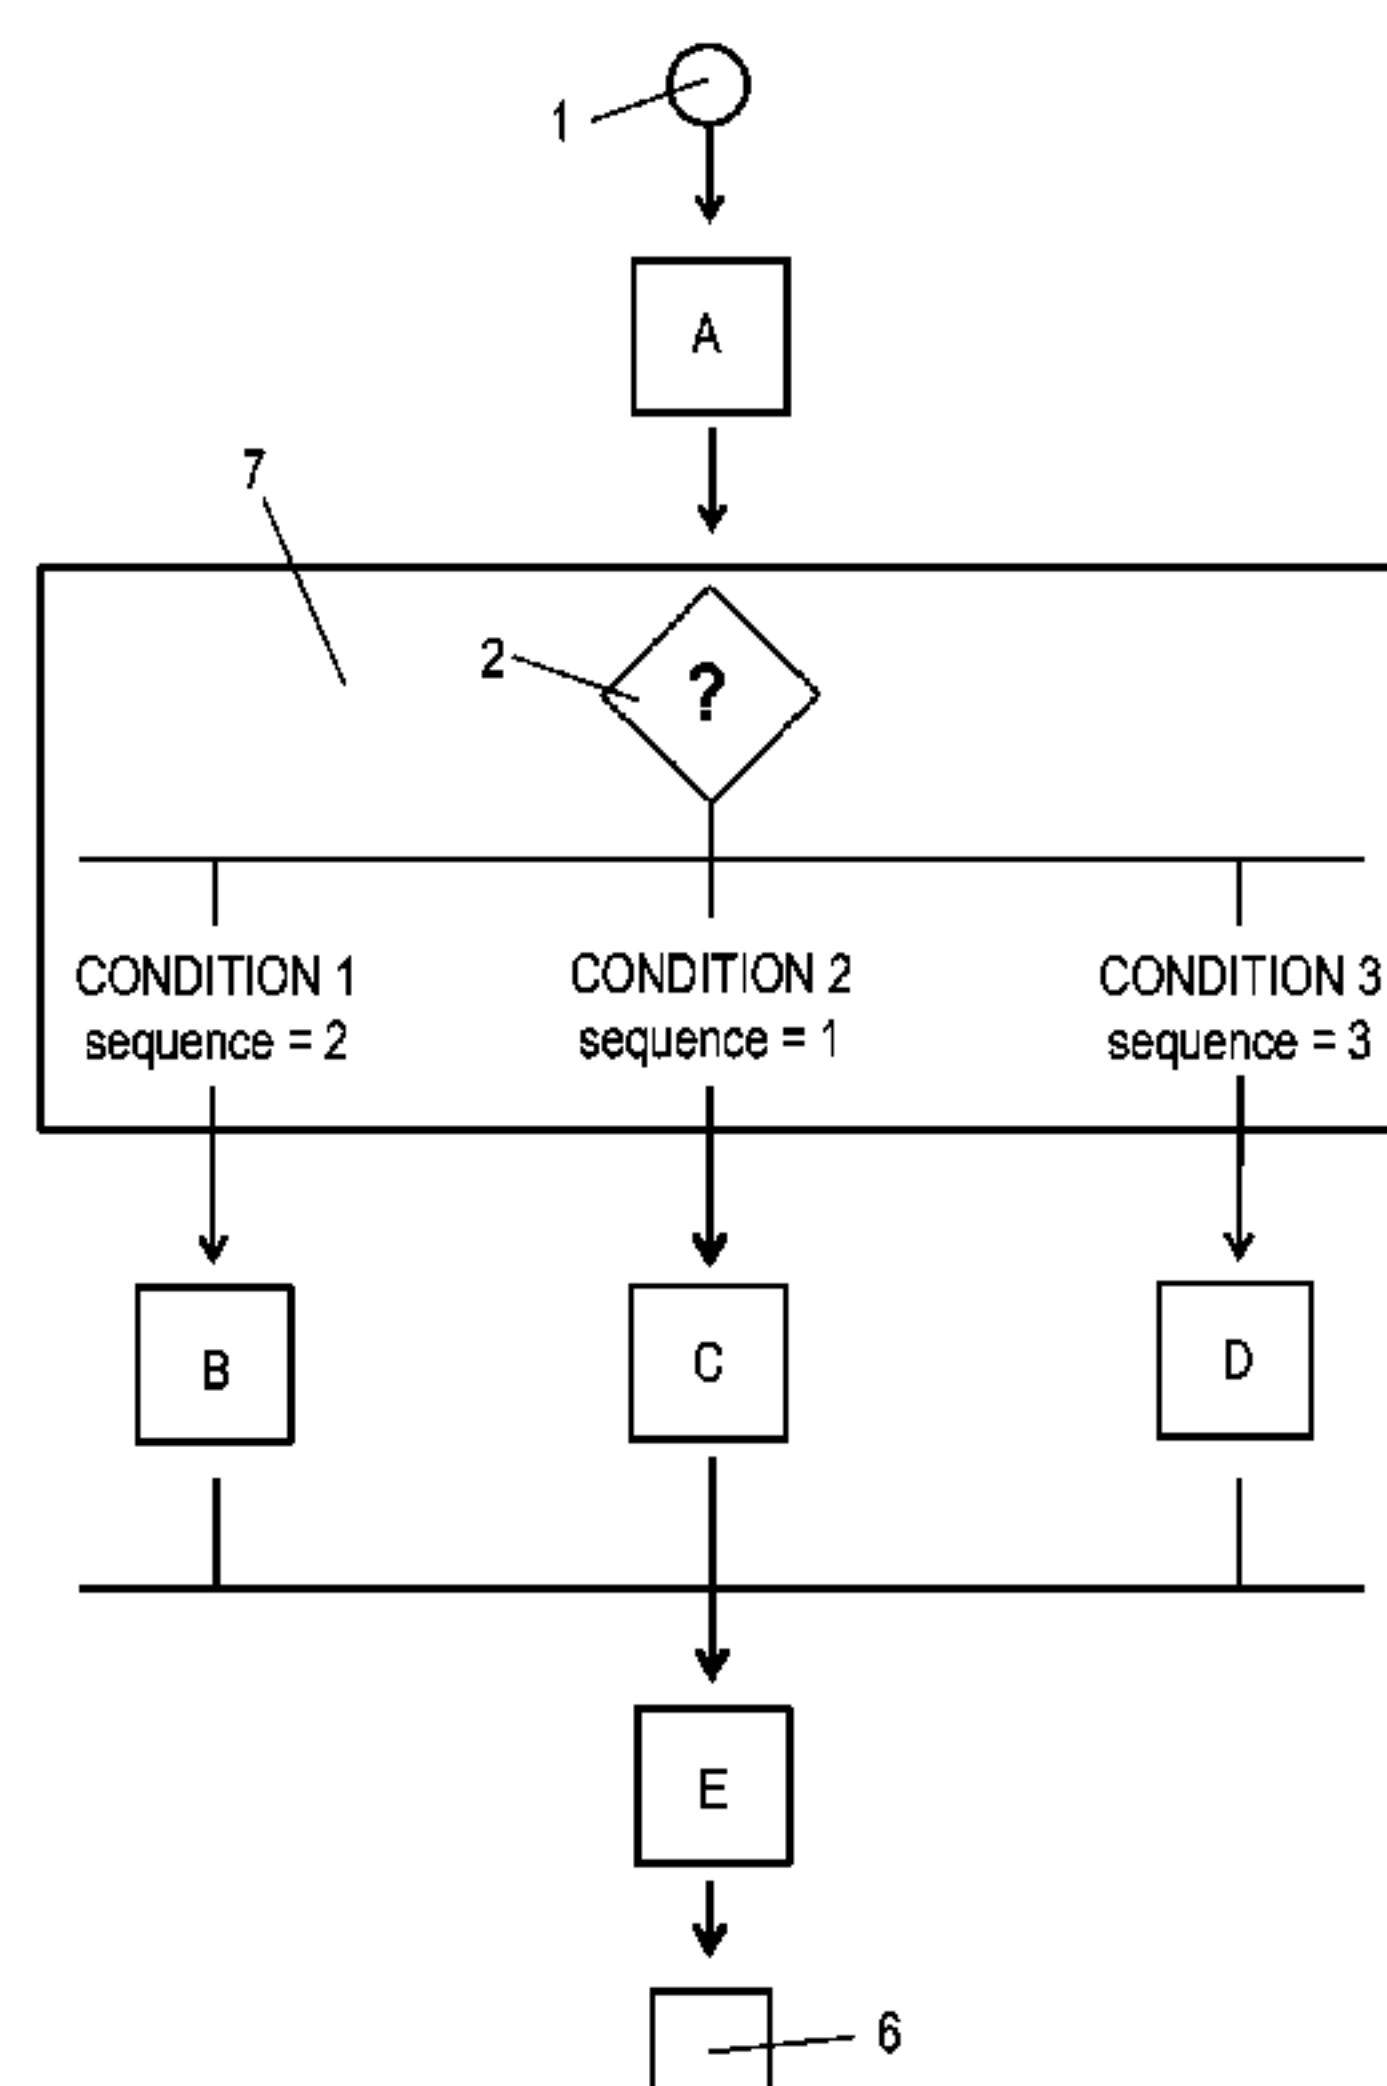 1
A
7
2
?
CONDITION 1
sequence = 2
CONDITION 2
sequence = 1
CONDITION 3
sequence = 3
B
C
D
E
6